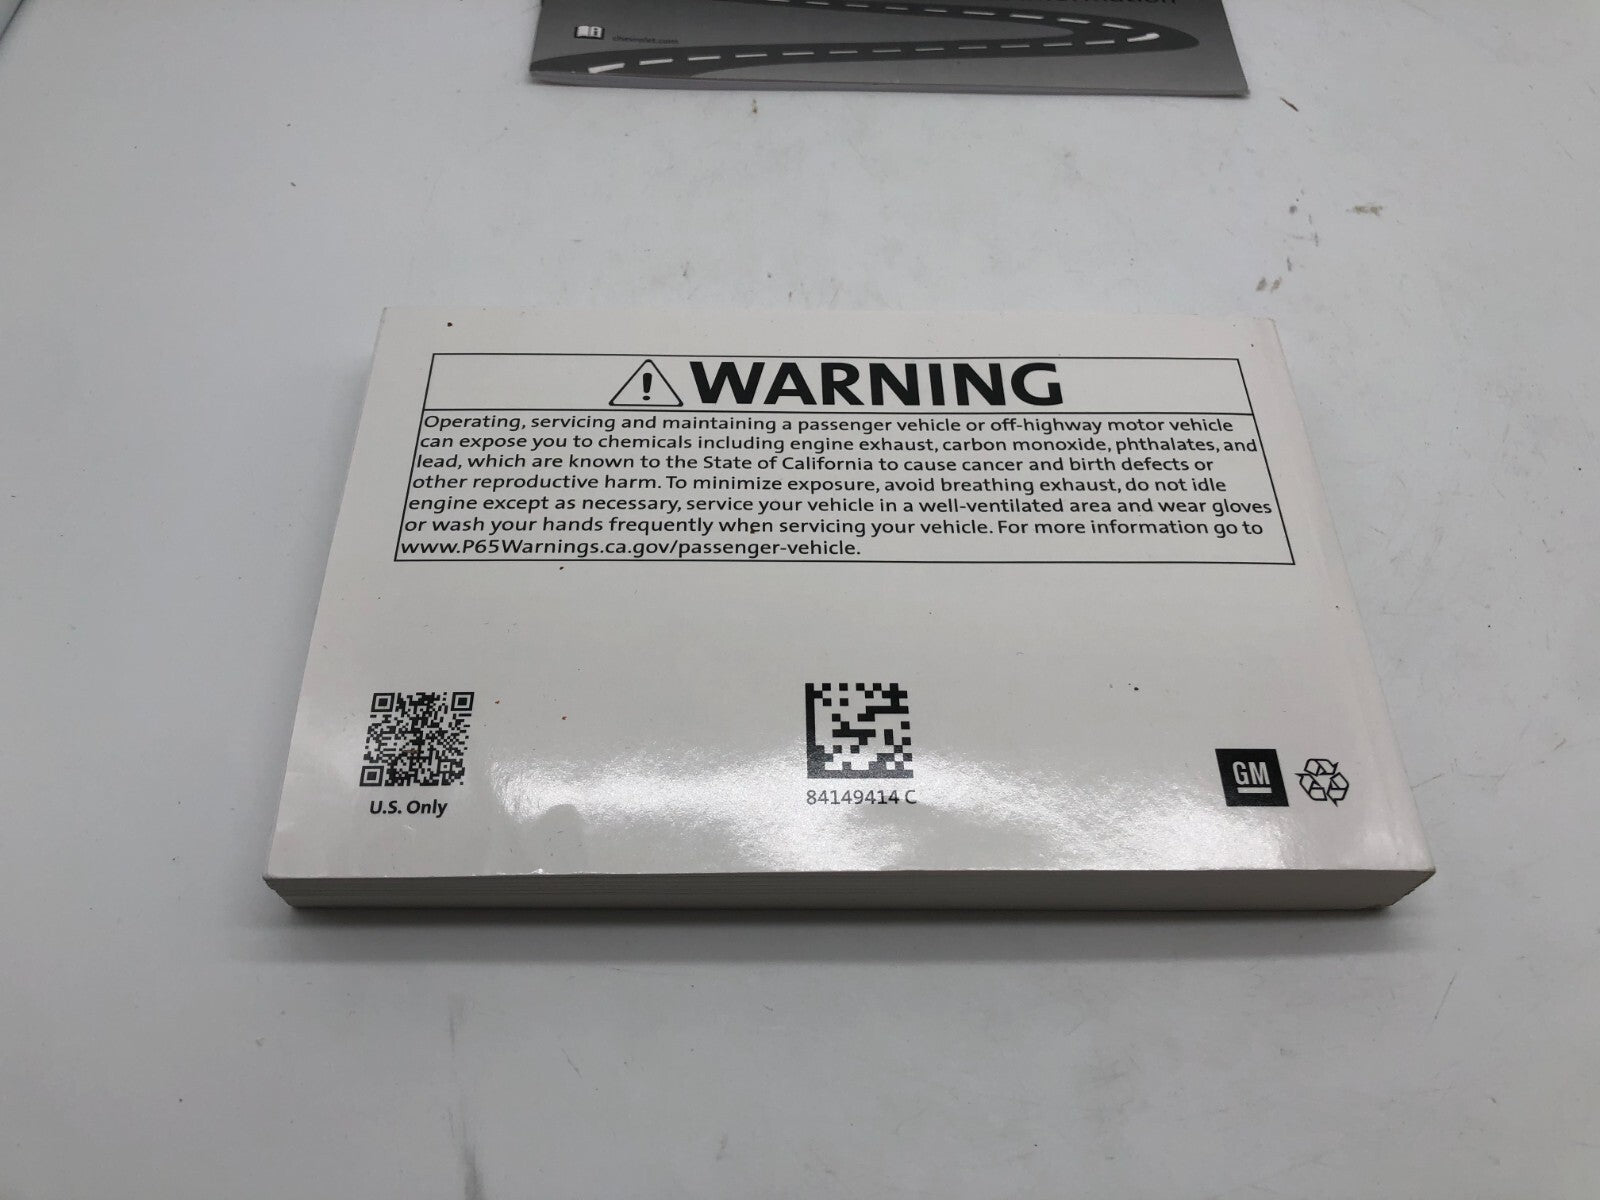 chevrolet.com
WARNING
Operating, servicing and maintaining a passenger vehicle or off-highway motor vehicle
can expose you to chemicals including engine exhaust, carbon monoxide, phthalates, and
lead, which are known to the State of California to cause cancer and birth defects or
other reproductive harm. To minimize exposure, avoid breathing exhaust, do not idle
engine except as necessary, service your vehicle in a well-ventilated area and wear gloves
or wash your hands frequently when servicing your vehicle. For more information go to
www.P65Warnings.ca.gov/passenger-vehicle.
U.S. Only
84149414 C
GM